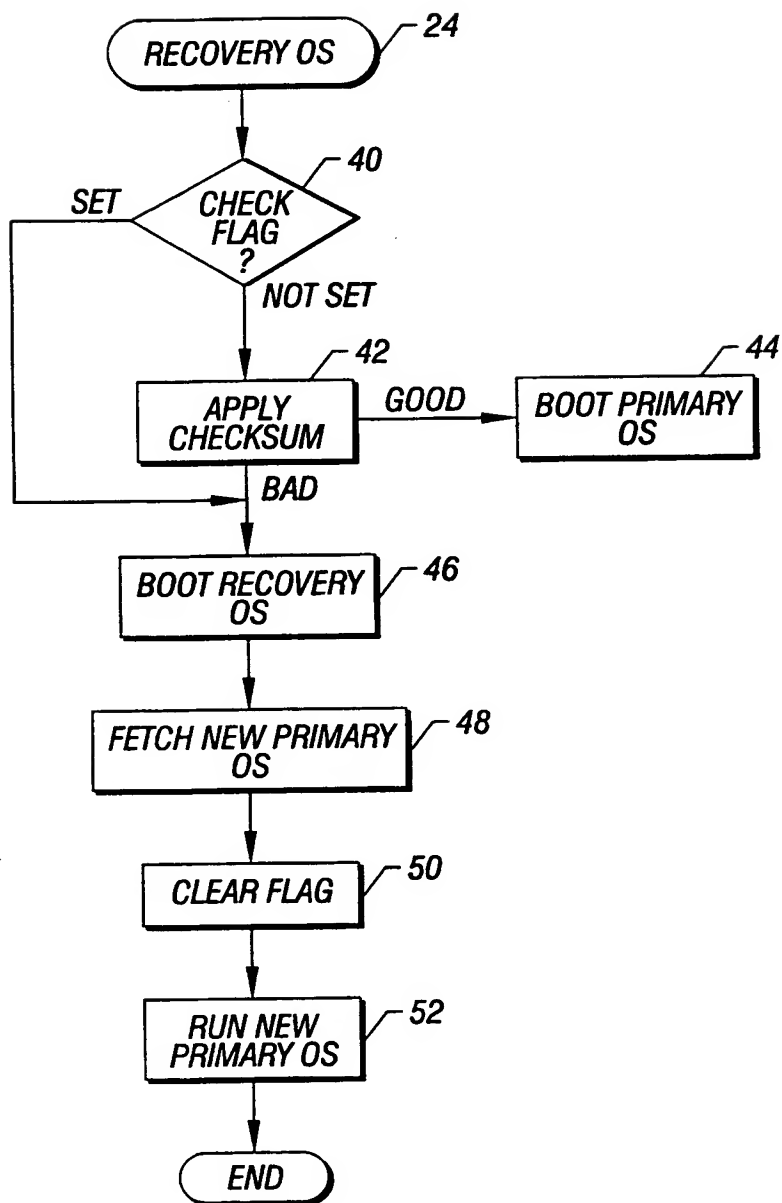 RECOVERY OS
24
40
SET
CHECK
FLAG
?
NOT SET
42
44
APPLY
CHECKSUM
GOOD
BOOT PRIMARY
OS
BAD
46
BOOT RECOVERY
OS
48
FETCH NEW PRIMARY
OS
50
CLEAR FLAG
52
RUN NEW
PRIMARY OS
END